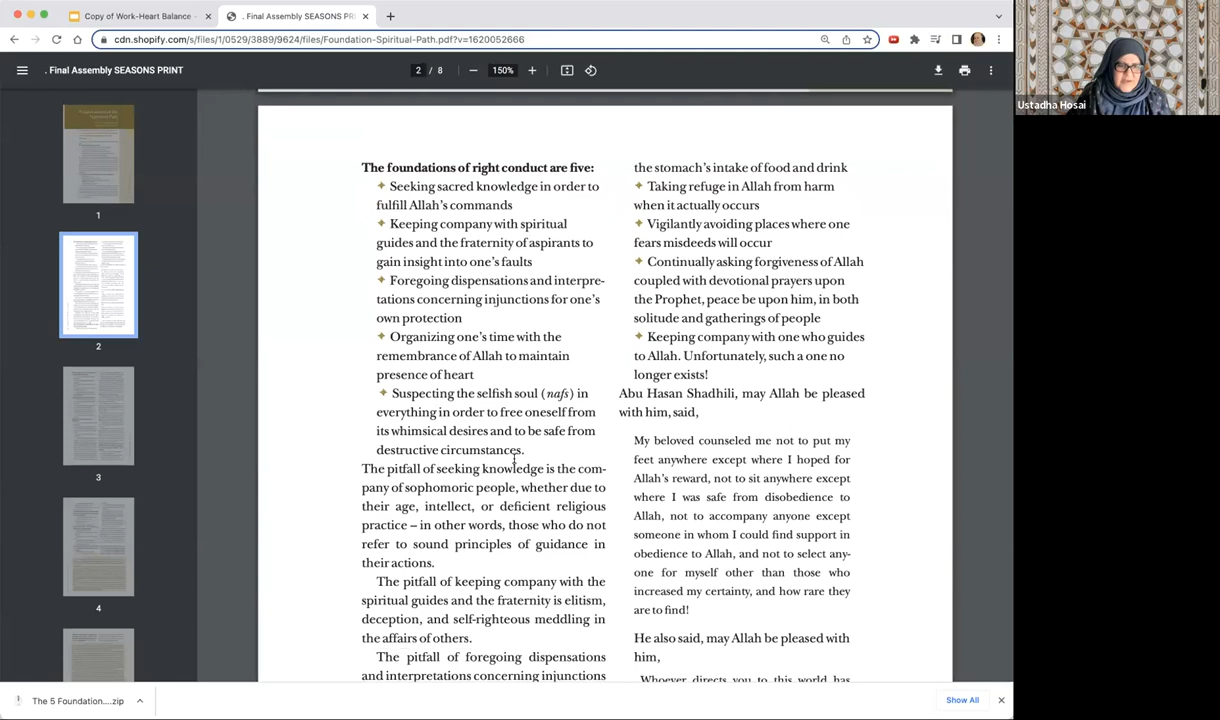 Copy of Work-Heart Balance -
. Final Assembly SEASONS PRI
cdn.shopify.com/s/files/1/0529/3889/9624/files/Foundation-Spiritual-Path.pdf?v=1620052666
. Final Assembly SEASONS PRINT
2 / 8
150%
1
2
3
4
The foundations of right conduct are five:
✦ Seeking sacred knowledge in order to
fulfill Allah's commands
✦ Keeping company with spiritual
guides and the fraternity of aspirants to
gain insight into one's faults
✦ Foregoing dispensations and interpre-
tations concerning injunctions for one's
own protection
✦ Organizing one's time with the
remembrance of Allah to maintain
presence of heart
✦ Suspecting the selfish soul (nafs) in
everything in order to free oneself from
its whimsical desires and to be safe from
destructive circumstances.
The pitfall of seeking knowledge is the com-
pany of sophomoric people, whether due to
their age, intellect, or deficient religious
practice – in other words, those who do not
refer to sound principles of guidance in
their actions.
The pitfall of keeping company with the
spiritual guides and the fraternity is elitism,
deception, and self-righteous meddling in
the affairs of others.
The pitfall of foregoing dispensations
and interpretations concerning injunctions
the stomach's intake of food and drink
✦ Taking refuge in Allah from harm
when it actually occurs
✦ Vigilantly avoiding places where one
fears misdeeds will occur
✦ Continually asking forgiveness of Allah
coupled with devotional prayers upon
the Prophet, peace be upon him, in both
solitude and gatherings of people
✦ Keeping company with one who guides
to Allah. Unfortunately, such a one no
longer exists!
Abu Hasan Shadhili, may Allah be pleased
with him, said,
My beloved counseled me not to put my
feet anywhere except where I hoped for
Allah's reward, not to sit anywhere except
where I was safe from disobedience to
Allah, not to accompany anyone except
someone in whom I could find support in
obedience to Allah, and not to select any-
one for myself other than those who
increased my certainty, and how rare they
are to find!
He also said, may Allah be pleased with
him,
Whoever directs you to this world has
The 5 Foundation....zip
Show All
Ustadha Hosai